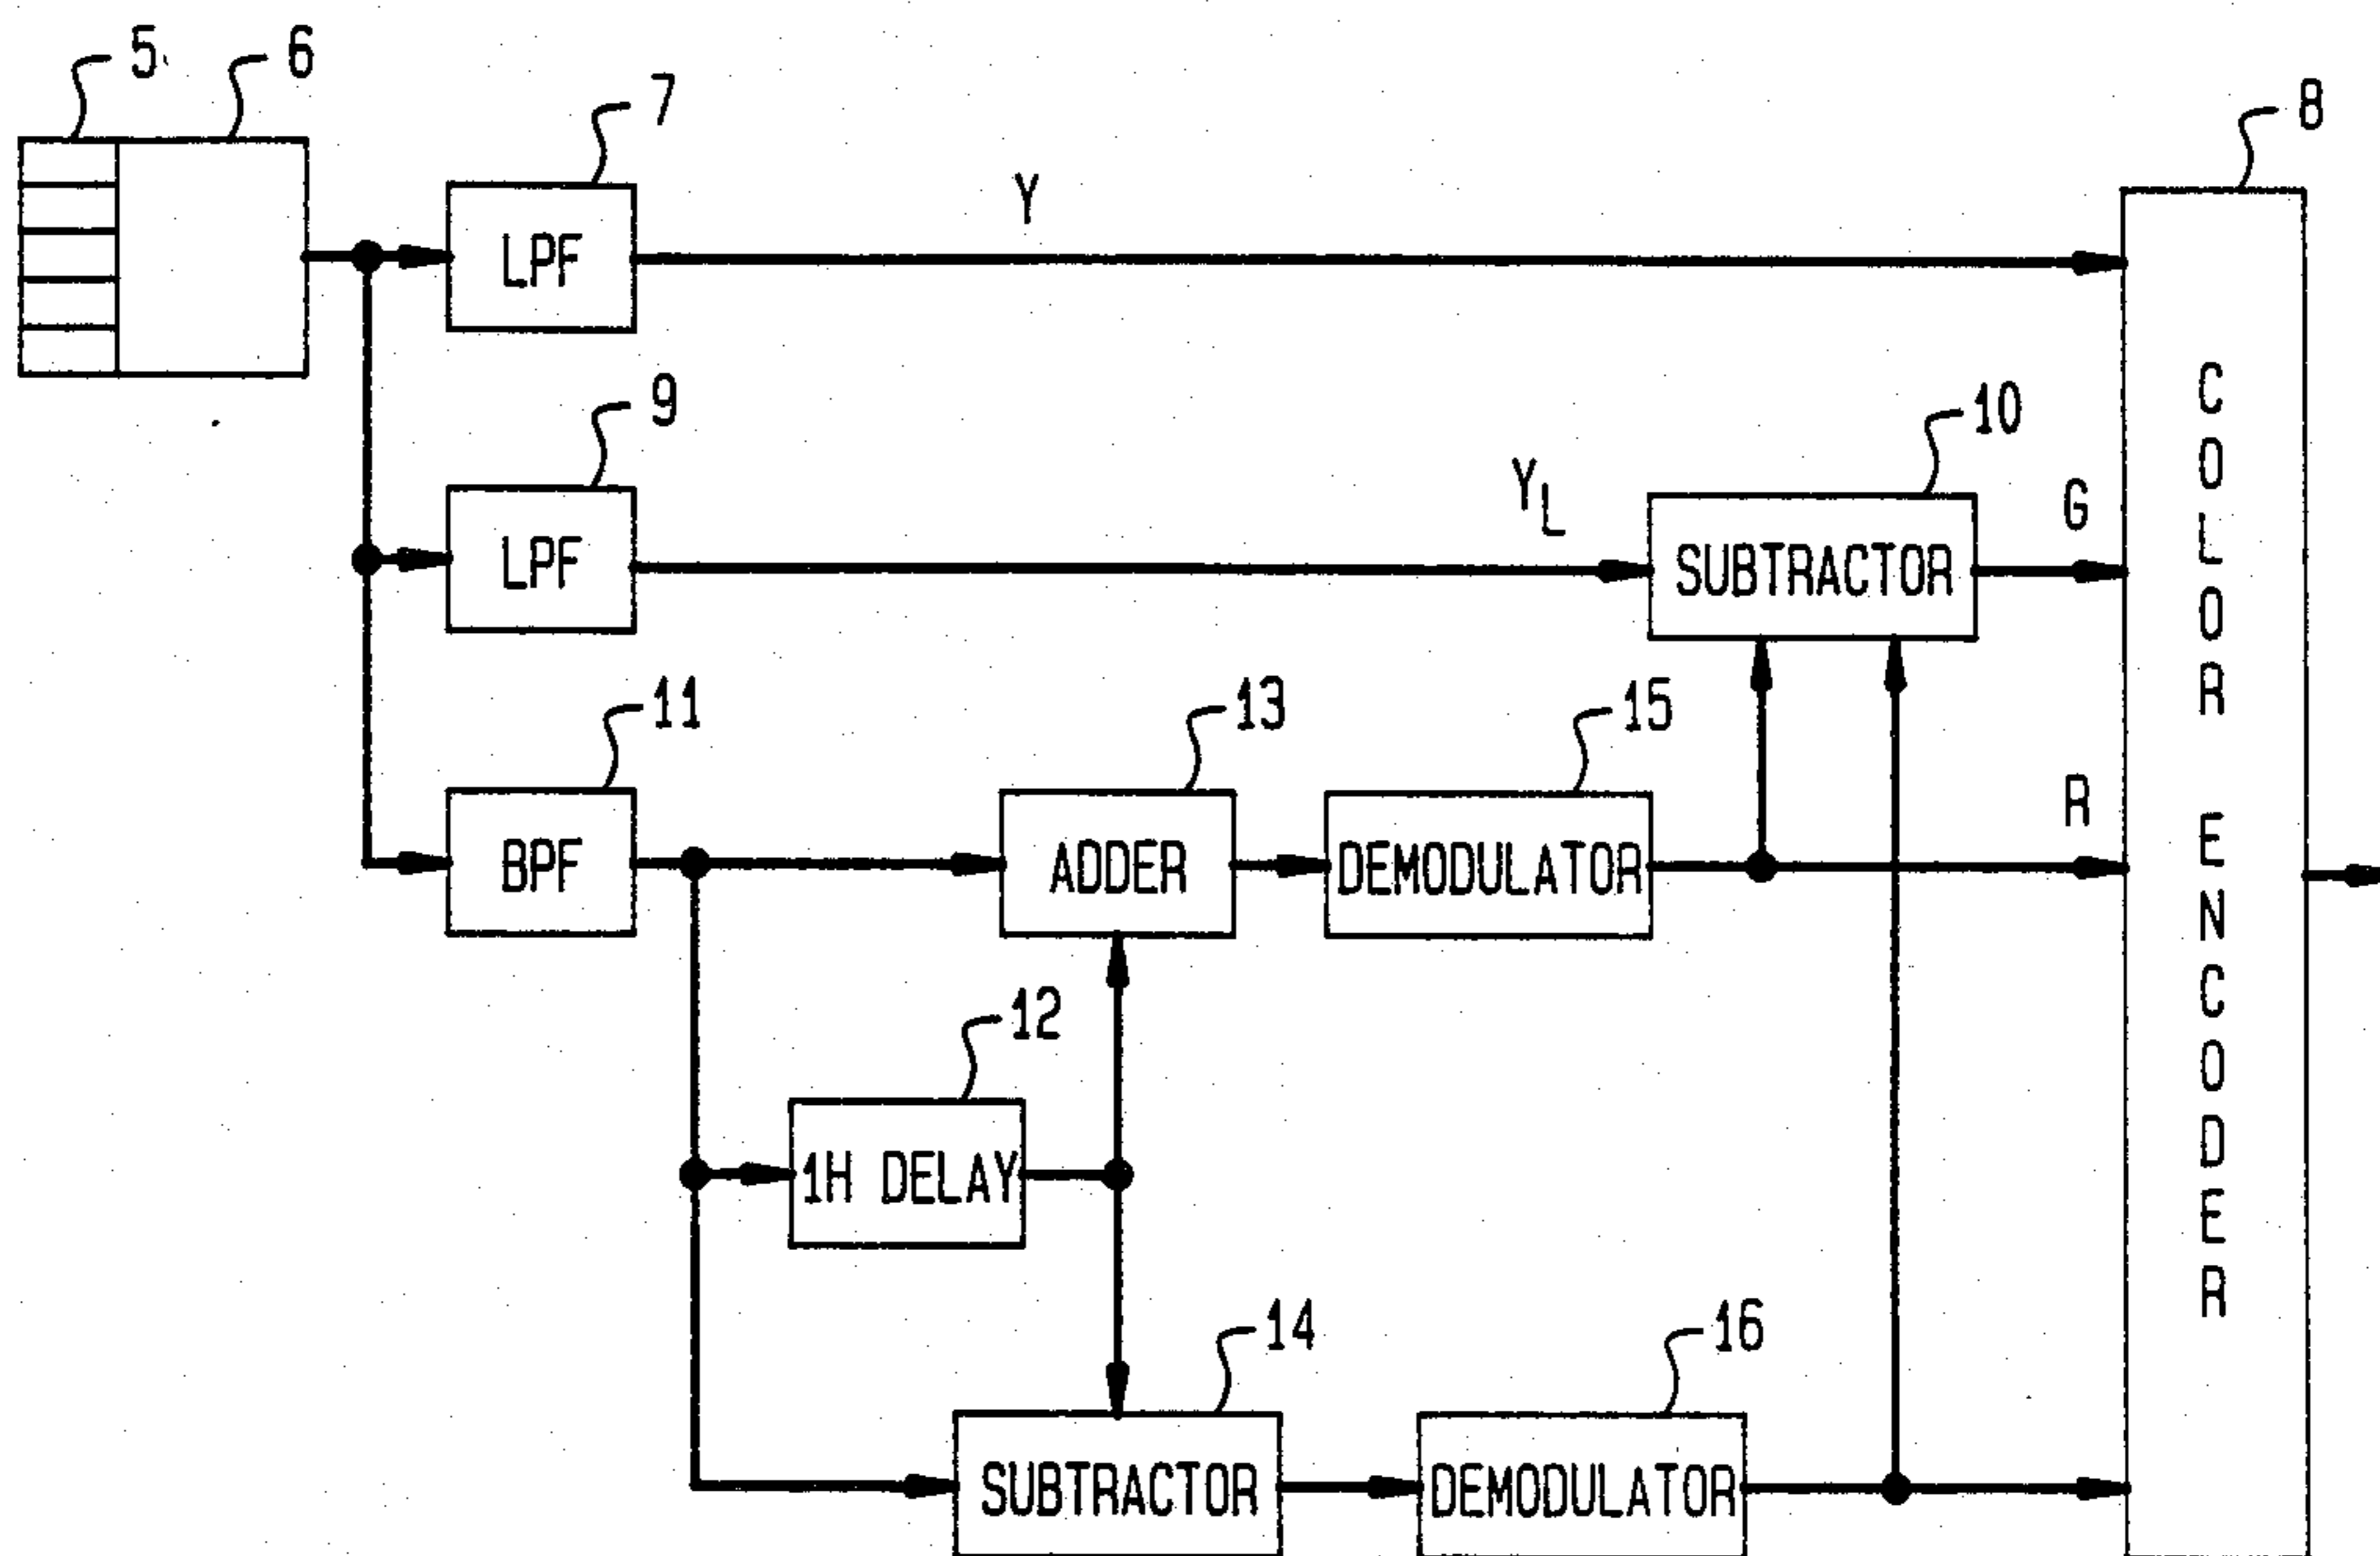 5
6
7
8
LPF
Y
9
LPF
Y_L
10
SUBTRACTOR
G
11
BPF
13
ADDER
15
DEMODULATOR
R
12
1H DELAY
14
SUBTRACTOR
16
DEMODULATOR
COLOR ENCODER